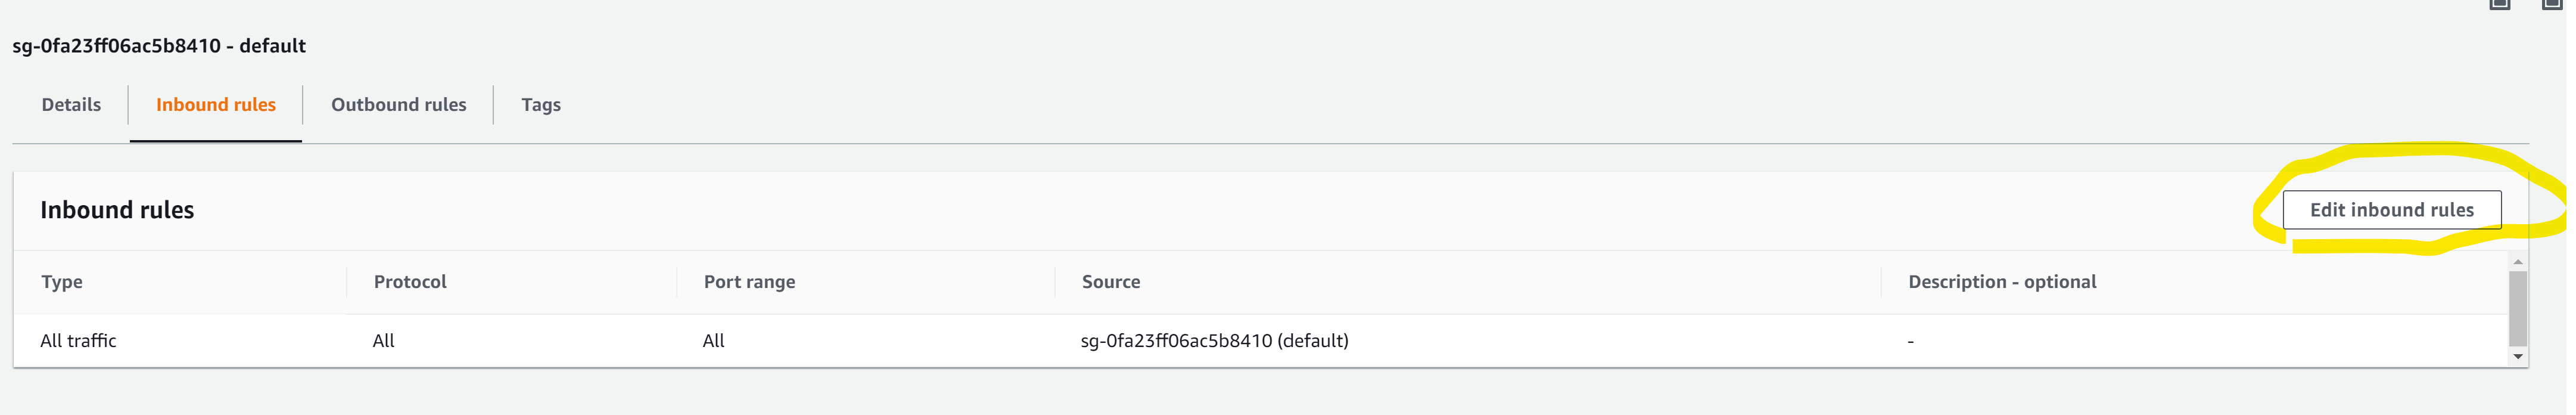 sg-0fa23ff06ac5b8410 - default
Details Inbound rules Outbound rules Tags
Inbound rules Edit inbound rules
Type Protocol Port range Source Description - optional
All traffic All All sg-0fa23ff06ac5b8410 (default) -